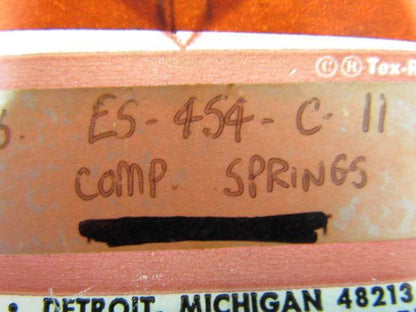 © ® Tex-R
ES-454-C-11
COMP. SPRINGS
• DETROIT, MICHIGAN 48213